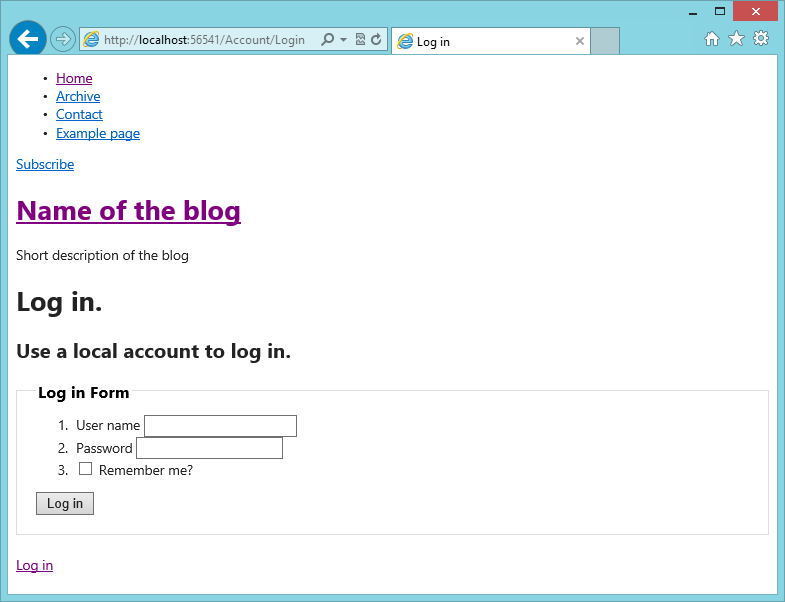 http://localhost:56541/Account/Login
Log in
• Home
• Archive
• Contact
• Example page
Subscribe
Name of the blog
Short description of the blog
Log in.
Use a local account to log in.
Log in Form
1. User name
2. Password
3. Remember me?
Log in
Log in